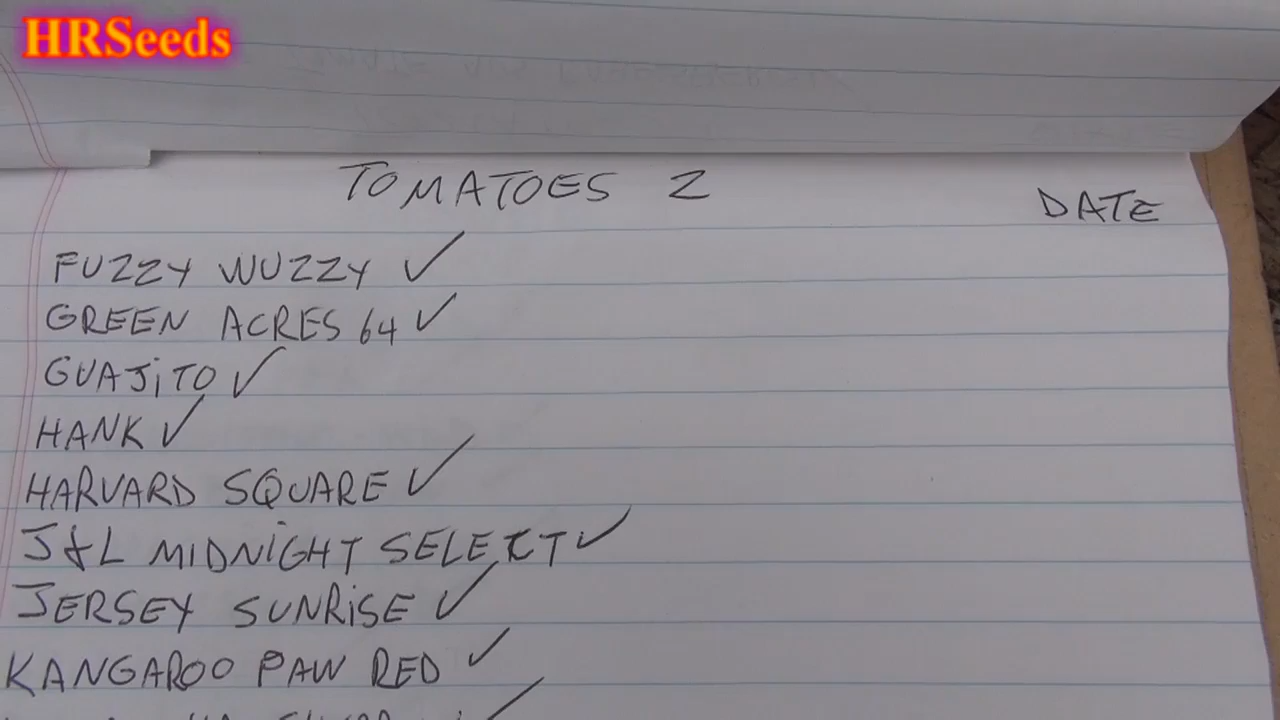 HRSeeds
TOMATOES 2
DATE
FUZZY WUZZY ✓
GREEN ACRES 64 ✓
GUAJiTO ✓
HANK ✓
HARVARD SQUARE ✓
J&L MIDNiGHT SELECT ✓
JERSEY SUNRiSE ✓
KANGAROO PAW RED ✓